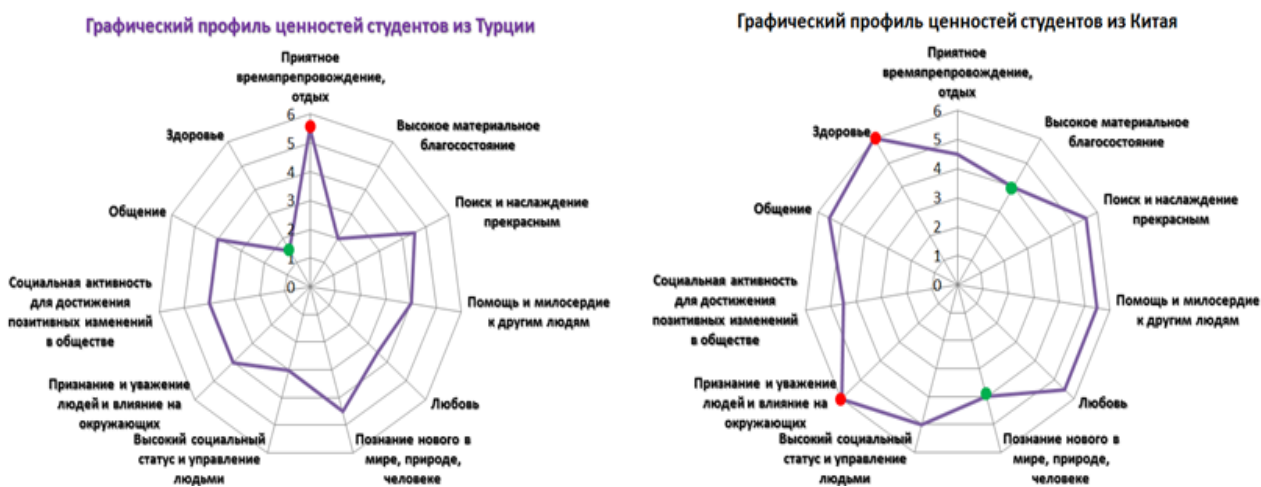 Графический профиль ценностей студентов из Турции
Приятное
времяпрепровождение,
отдых
Высокое материальное
благосостояние
Поиск и наслаждение
прекрасным
Помощь и милосердие
к другим людям
Любовь
Познание нового в
мире, природе,
человеке
Высокий социальный
статус и управление
людьми
Признание и уважение
людей и влияние на
окружающих
Социальная активность
для достижения
позитивных изменений
в обществе
Общение
Здоровье
6
5
4
3
2
1
0
Графический профиль ценностей студентов из Китая
Приятное
времяпрепровождение,
отдых
Высокое материальное
благосостояние
Поиск и наслаждение
прекрасным
Помощь и милосердие
к другим людям
Любовь
Познание нового в
мире, природе,
человеке
Высокий социальный
статус и управление
людьми
Признание и уважение
людей и влияние на
окружающих
Социальная активность
для достижения
позитивных изменений
в обществе
Общение
Здоровье
6
5
4
3
2
1
0